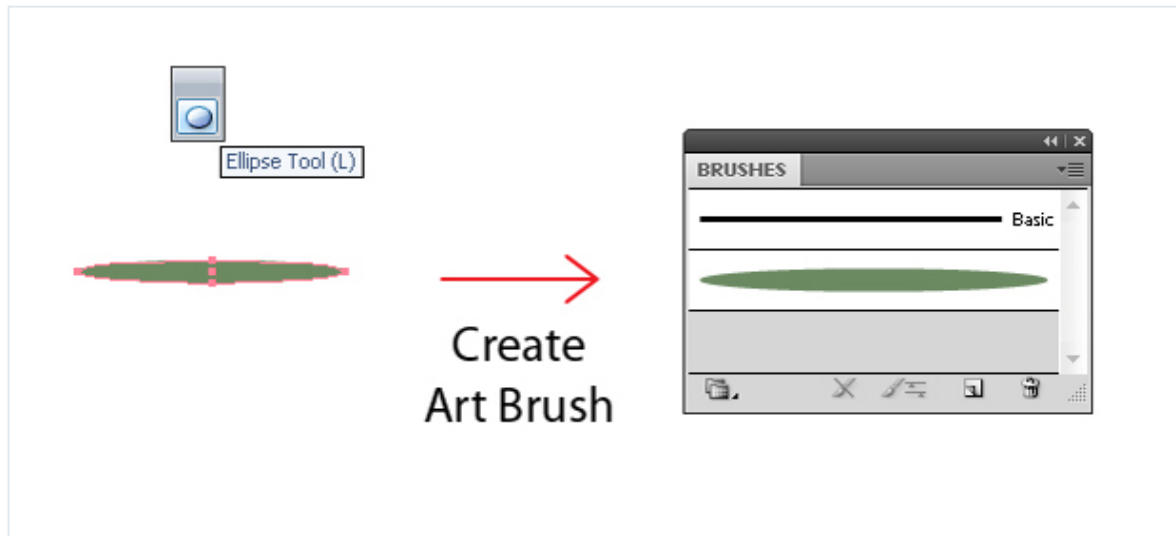 Ellipse Tool (L)
BRUSHES
Basic
Create
Art Brush